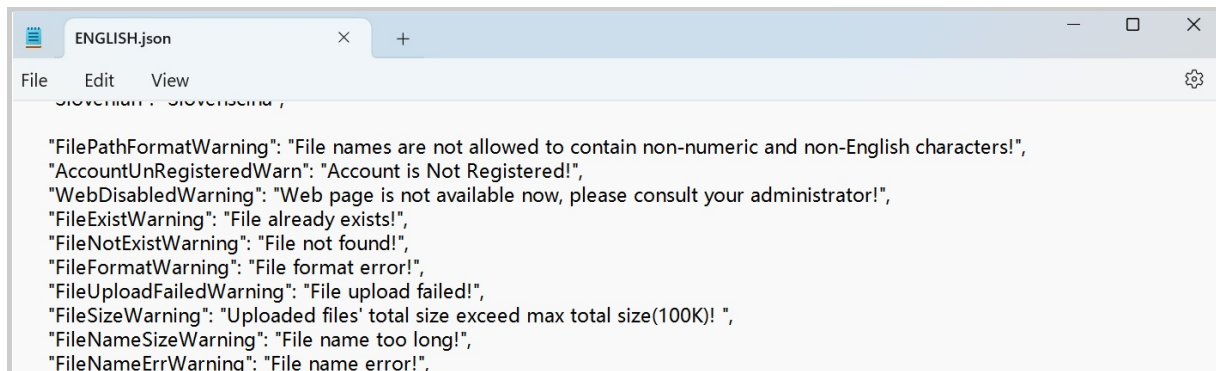 ENGLISH.json
File Edit View
"Slovenian": "Slovenscina",
"FilePathFormatWarning": "File names are not allowed to contain non-numeric and non-English characters!",
"AccountUnRegisteredWarn": "Account is Not Registered!",
"WebDisabledWarning": "Web page is not available now, please consult your administrator!",
"FileExistWarning": "File already exists!",
"FileNotExistWarning": "File not found!",
"FileFormatWarning": "File format error!",
"FileUploadFailedWarning": "File upload failed!",
"FileSizeWarning": "Uploaded files' total size exceed max total size(100K)! ",
"FileNameSizeWarning": "File name too long!",
"FileNameErrWarning": "File name error!",